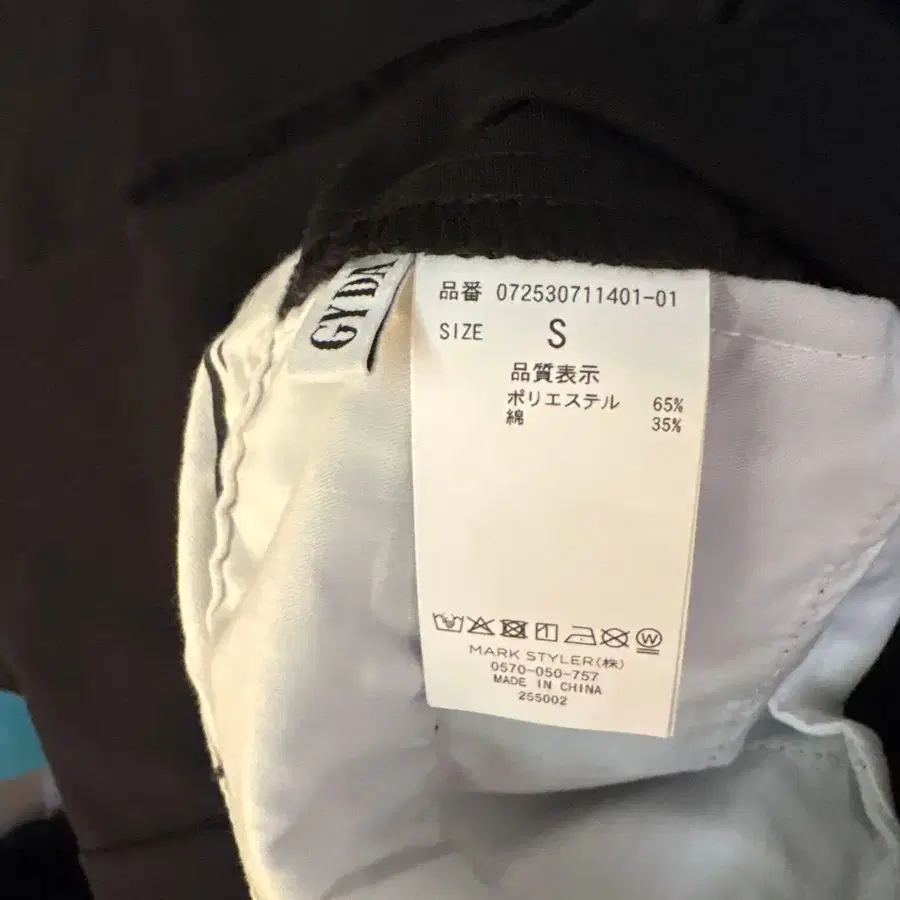 GYDA
品番 072530711401-01
SIZE S
品質表示
ポリエステル 65%
綿 35%
W
MARK STYLER(株)
0570-050-757
MADE IN CHINA
255002